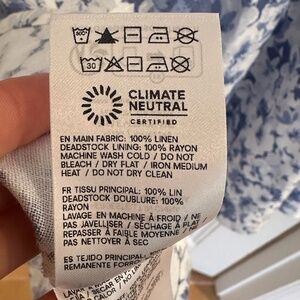 30
CLIMATE
NEUTRAL
CERTIFIED
EN MAIN FABRIC: 100% LINEN
DEADSTOCK LINING: 100% RAYON
MACHINE WASH COLD / DO NOT
BLEACH / DRY FLAT / IRON MEDIUM
HEAT / DO NOT DRY CLEAN
FR TISSU PRINCIPAL: 100% LIN
DEADSTOCK DOUBLURE: 100%
RAYON
LAVAGE EN MACHINE À FROID / NE
PAS JAVELLISER / SÉCHAGE À PLAT
REPASSER À FAIBLE MOYENNE /
PAS NETTOYER À SEC
ES TEJIDO PRINCIPAL:
REMANENTE FORRO